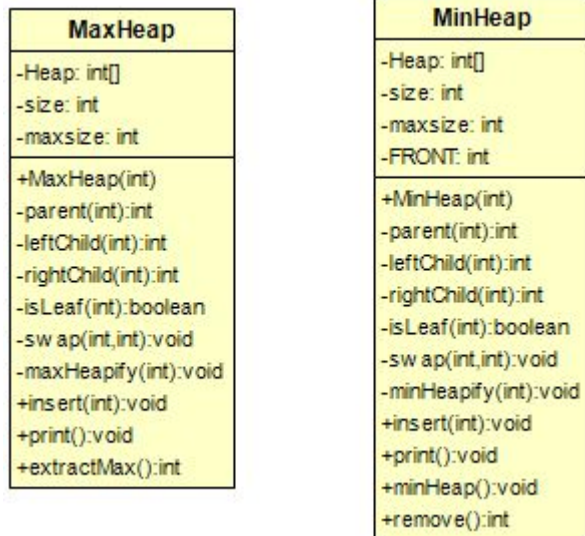 MaxHeap
-Heap: int[]
-size: int
-maxsize: int
+MaxHeap(int)
-parent(int):int
-leftChild(int):int
-rightChild(int):int
-isLeaf(int):boolean
-swap(int,int):void
-maxHeapify(int):void
+insert(int):void
+print():void
+extractMax():int
MinHeap
-Heap: int[]
-size: int
-maxsize: int
-FRONT: int
+MinHeap(int)
-parent(int):int
-leftChild(int):int
-rightChild(int):int
-isLeaf(int):boolean
-swap(int,int):void
-minHeapify(int):void
+insert(int):void
+print():void
+minHeap():void
+remove():int